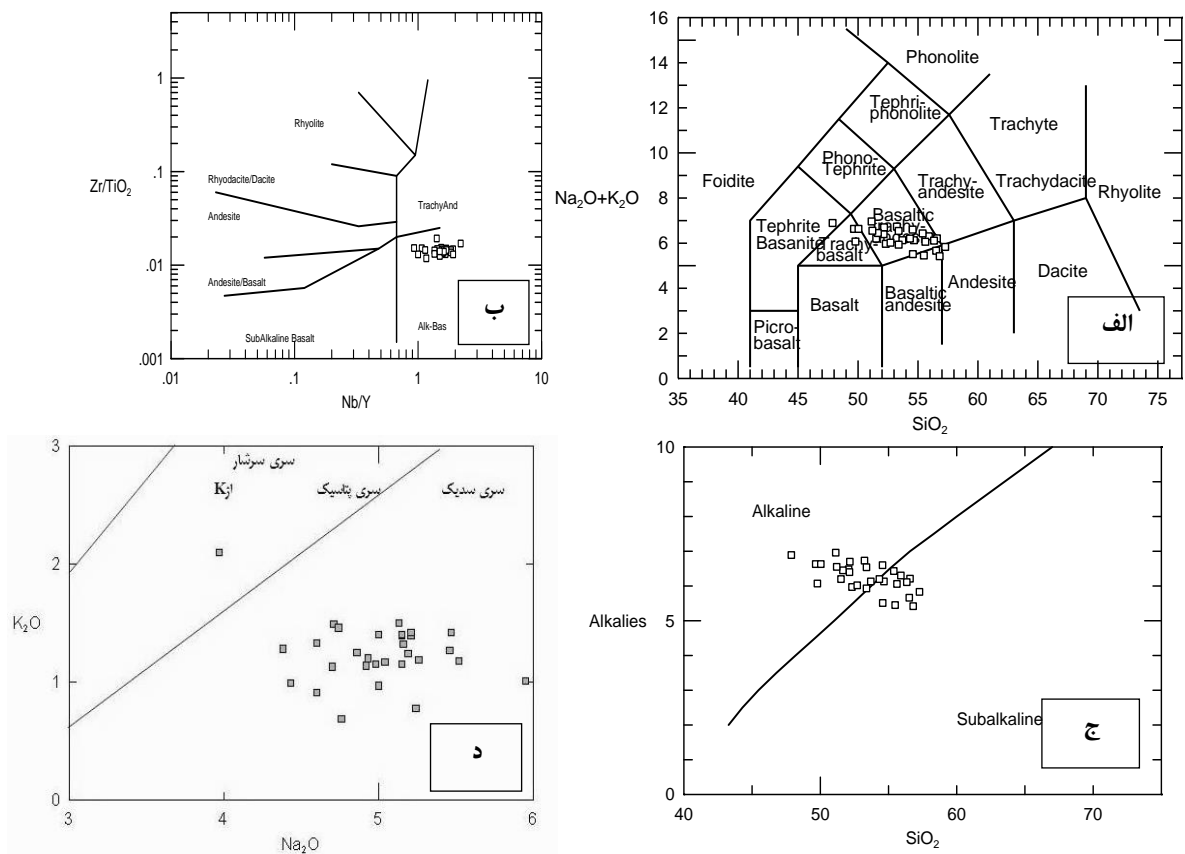 1
.1
.01
.001
Zr/TiO2
Rhyolite
Rhyodacite/Dacite
Andesite
TrachyAnd
Andesite/Basalt
SubAlkaline Basalt
Alk-Bas
ب
.01
.1
1
10
Nb/Y
16
14
12
10
8
6
4
2
0
Na2O+K2O
Phonolite
Tephri-
phonolite
Trachyte
Phono-
Tephrite
Foidite
Trachy-
andesite
Trachydacite
Rhyolite
Tephrite
Basanite
Basaltic
Trachy-
andesite
Trachy-
basalt
Basalt
Basaltic
andesite
Andesite
Dacite
Picro-
basalt
الف
35
40
45
50
55
60
65
70
75
SiO2
3
2
1
0
K2O
سری سرشار
ازK
سری پتاسیک
سری سدیک
د
3
4
5
6
Na2O
10
5
0
Alkalies
Alkaline
Subalkaline
ج
40
50
60
70
SiO2